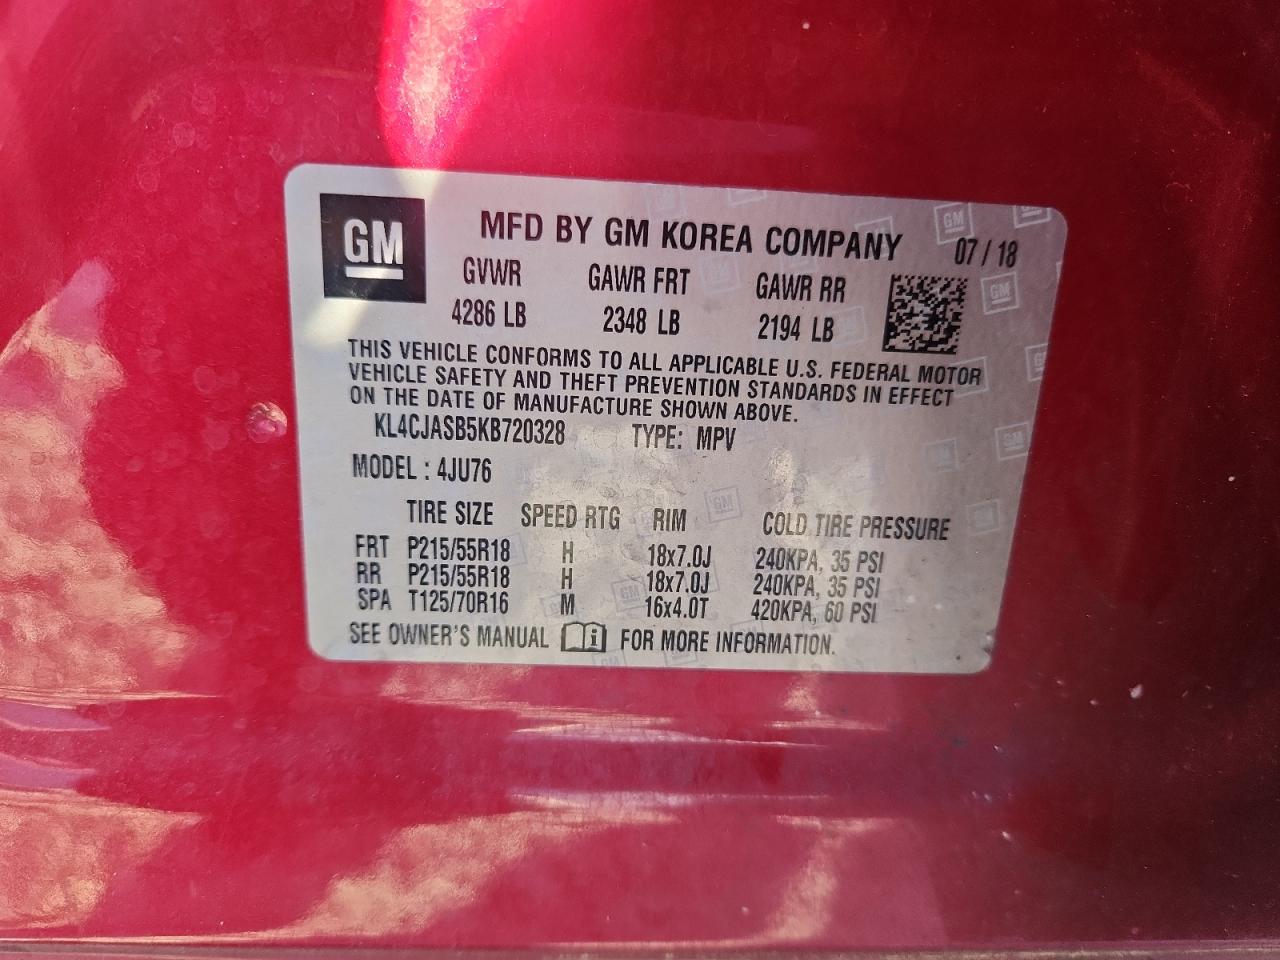 GM
MFD BY GM KOREA COMPANY 07 / 18
GVWR GAWR FRT GAWR RR
4286 LB 2348 LB 2194 LB
THIS VEHICLE CONFORMS TO ALL APPLICABLE U.S. FEDERAL MOTOR
VEHICLE SAFETY AND THEFT PREVENTION STANDARDS IN EFFECT
ON THE DATE OF MANUFACTURE SHOWN ABOVE.
KL4CJASB5KB720328 TYPE: MPV
MODEL : 4JU76
TIRE SIZE SPEED RTG RIM COLD TIRE PRESSURE
FRT P215/55R18 H 18x7.0J 240KPA, 35 PSI
RR P215/55R18 H 18x7.0J 240KPA, 35 PSI
SPA T125/70R16 M 16x4.0T 420KPA, 60 PSI
SEE OWNER'S MANUAL FOR MORE INFORMATION.